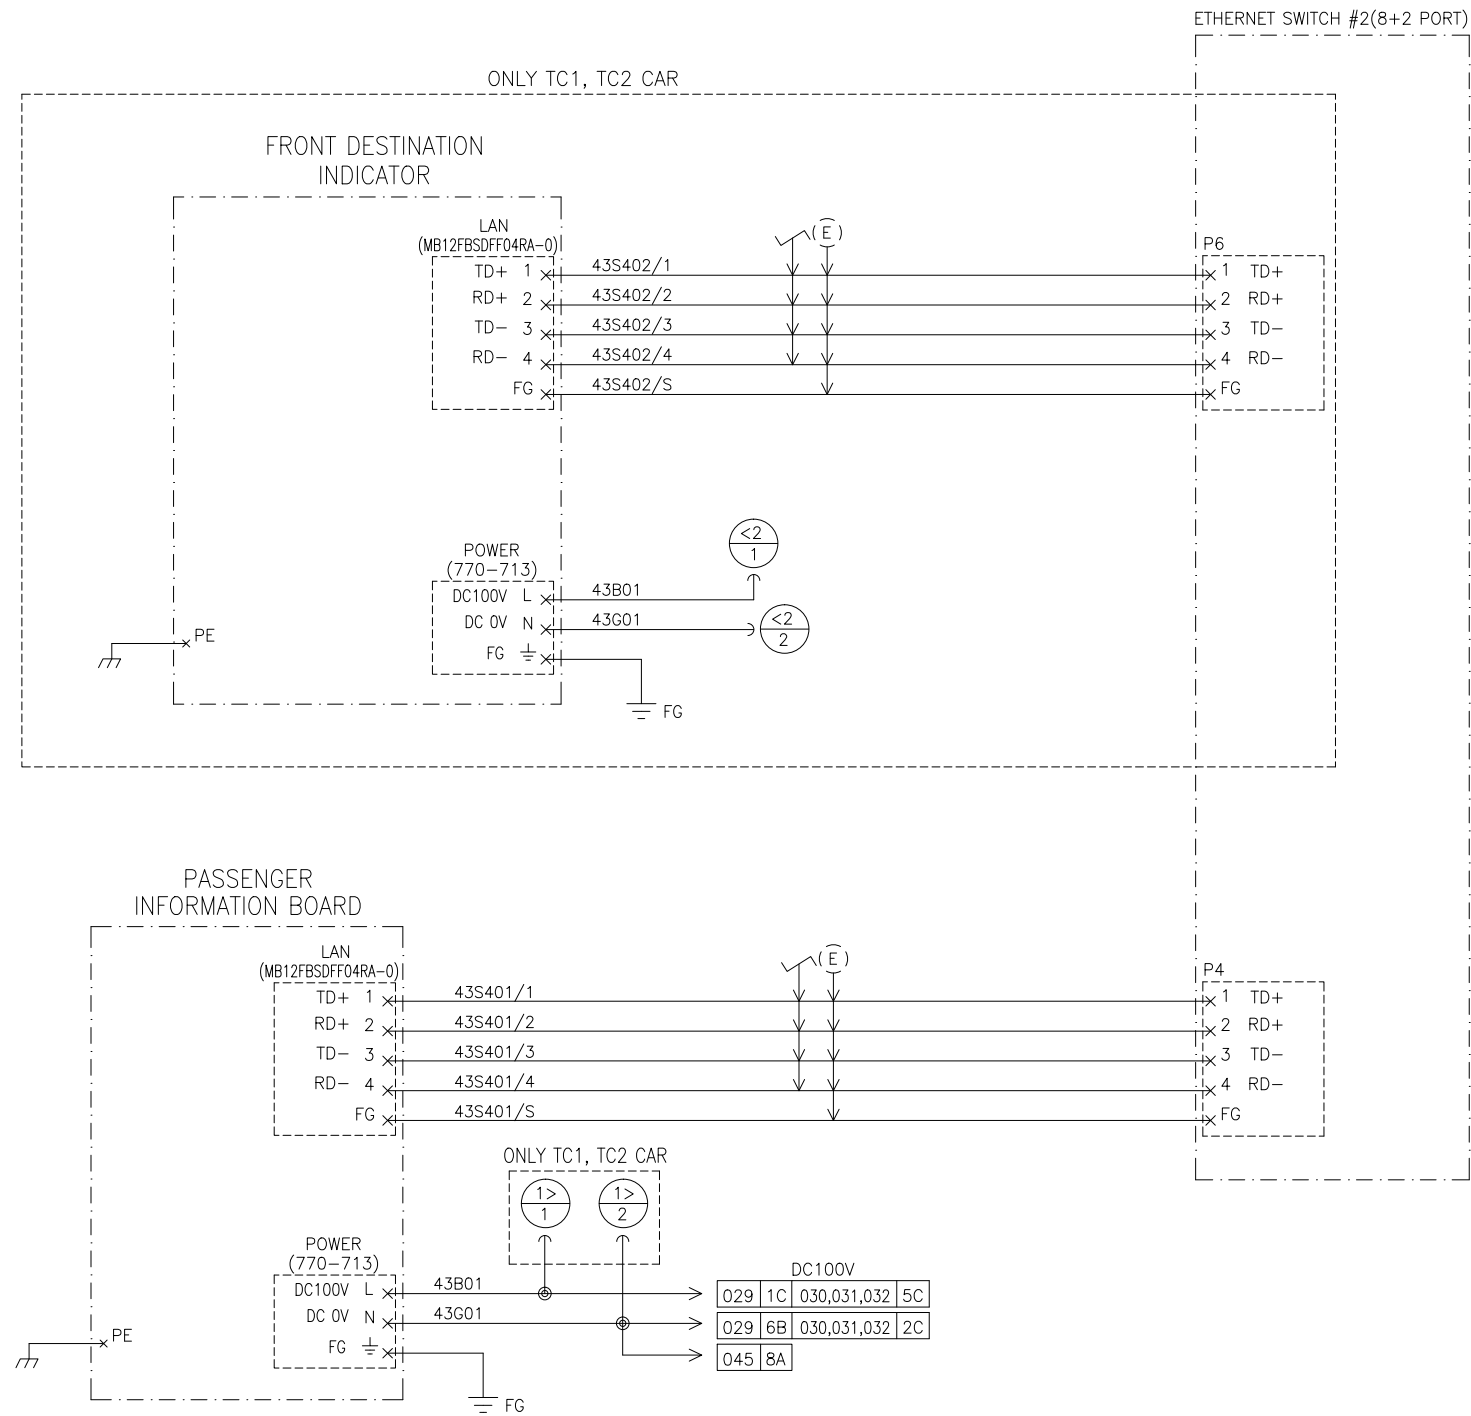 ETHERNET SWITCH #2(8+2 PORT)
ONLY TC1, TC2 CAR
FRONT DESTINATION
INDICATOR
LAN
(MB12FBSDFF04RA-0)
(E)
P6
TD+ 1 43S402/1 1 TD+
RD+ 2 43S402/2 2 RD+
TD- 3 43S402/3 3 TD-
RD- 4 43S402/4 4 RD-
FG 43S402/S FG
<2
1
POWER
(770-713)
DC100V L 43B01
DC 0V N 43G01
<2
2
PE
FG
FG
PASSENGER
INFORMATION BOARD
LAN
(MB12FBSDFF04RA-0)
(E)
P4
TD+ 1 43S401/1 1 TD+
RD+ 2 43S401/2 2 RD+
TD- 3 43S401/3 3 TD-
RD- 4 43S401/4 4 RD-
FG 43S401/S FG
ONLY TC1, TC2 CAR
1> 1>
1 2
POWER
(770-713)
DC100V
DC100V L 43B01 029 1C 030,031,032 5C
DC 0V N 43G01 029 6B 030,031,032 2C
PE
FG
045 8A
FG